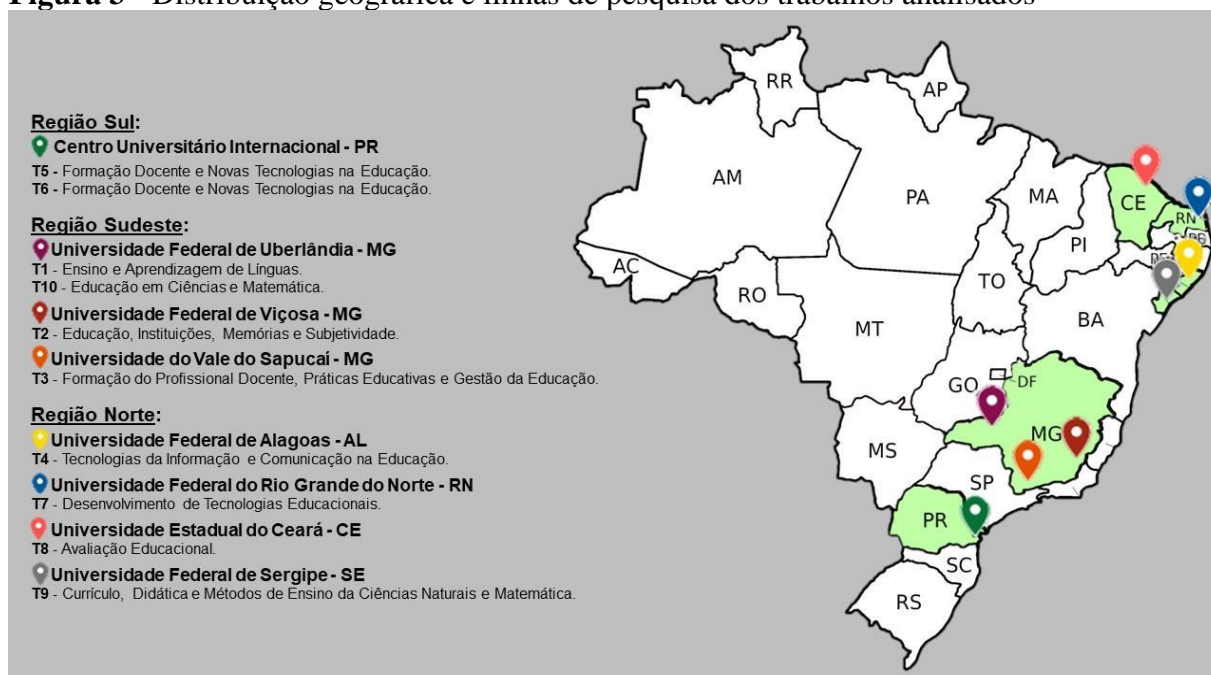 Figura 3 - Distribuição geográfica e linhas de pesquisa dos trabalhos analisados
Região Sul:
Centro Universitário Internacional - PR
T5 - Formação Docente e Novas Tecnologias na Educação.
T6 - Formação Docente e Novas Tecnologias na Educação.
Região Sudeste:
Universidade Federal de Uberlândia - MG
T1 - Ensino e Aprendizagem de Línguas.
T10 - Educação em Ciências e Matemática.
Universidade Federal de Viçosa - MG
T2 - Educação, Instituições, Memórias e Subjetividade.
Universidade do Vale do Sapucaí - MG
T3 - Formação do Profissional Docente, Práticas Educativas e Gestão da Educação.
Região Norte:
Universidade Federal de Alagoas - AL
T4 - Tecnologias da Informação e Comunicação na Educação.
Universidade Federal do Rio Grande do Norte - RN
T7 - Desenvolvimento de Tecnologias Educacionais.
Universidade Estadual do Ceará - CE
T8 - Avaliação Educacional.
Universidade Federal de Sergipe - SE
T9 - Currículo, Didática e Métodos de Ensino da Ciências Naturais e Matemática.
RR
AP
AM
PA
MA
CE
RN
PI
AC
TO
RO
BA
MT
GO
DF
MG
MS
SP
PR
SC
RS